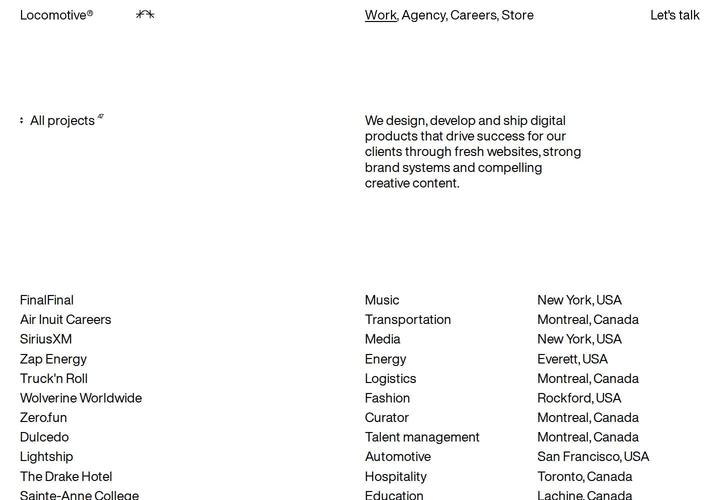 Locomotive®
Work, Agency, Careers, Store
Let's talk
All projects 47
We design, develop and ship digital
products that drive success for our
clients through fresh websites, strong
brand systems and compelling
creative content.
FinalFinal Music New York, USA
Air Inuit Careers Transportation Montreal, Canada
SiriusXM Media New York, USA
Zap Energy Energy Everett, USA
Truck'n Roll Logistics Montreal, Canada
Wolverine Worldwide Fashion Rockford, USA
Zero.fun Curator Montreal, Canada
Dulcedo Talent management Montreal, Canada
Lightship Automotive San Francisco, USA
The Drake Hotel Hospitality Toronto, Canada
Sainte-Anne College Education Lachine, Canada